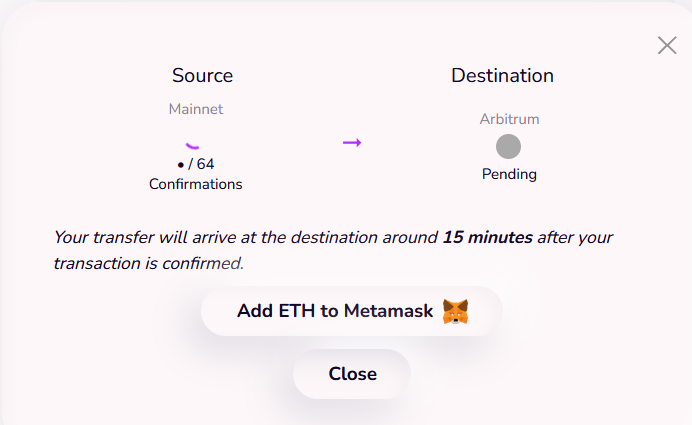 Source
Destination
Mainnet
Arbitrum
• / 64
Confirmations
Pending
Your transfer will arrive at the destination around 15 minutes after your
transaction is confirmed.
Add ETH to Metamask
Close